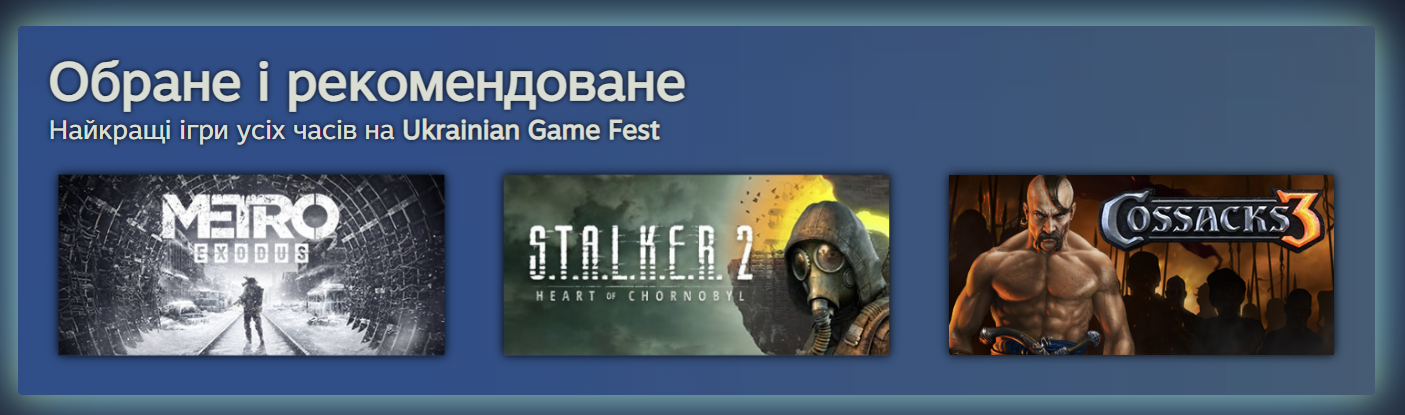 Обране і рекомендоване
Найкращі ігри усіх часів на Ukrainian Game Fest
METRO
EXODUS
S.T.A.L.K.E.R. 2
HEART OF CHORNOBYL
COSSACKS 3